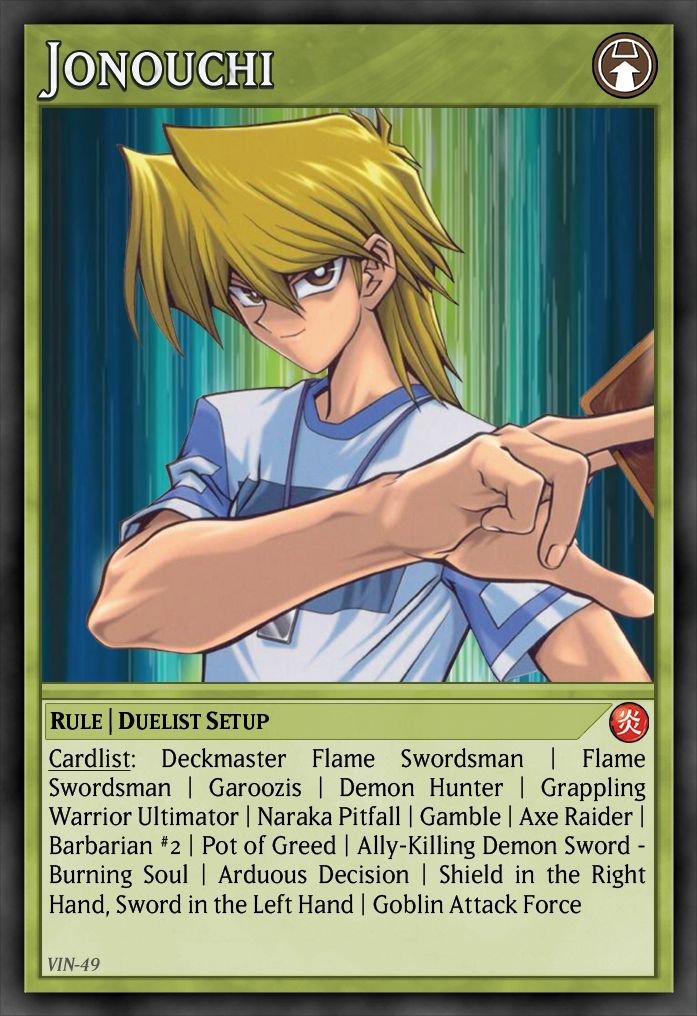 Jonouchi
Rule | Duelist Setup
炎
Cardlist: Deckmaster Flame Swordsman | Flame
Swordsman | Garoozis | Demon Hunter | Grappling
Warrior Ultimator | Naraka Pitfall | Gamble | Axe Raider |
Barbarian #2 | Pot of Greed | Ally-Killing Demon Sword -
Burning Soul | Arduous Decision | Shield in the Right
Hand, Sword in the Left Hand | Goblin Attack Force
VIN-49